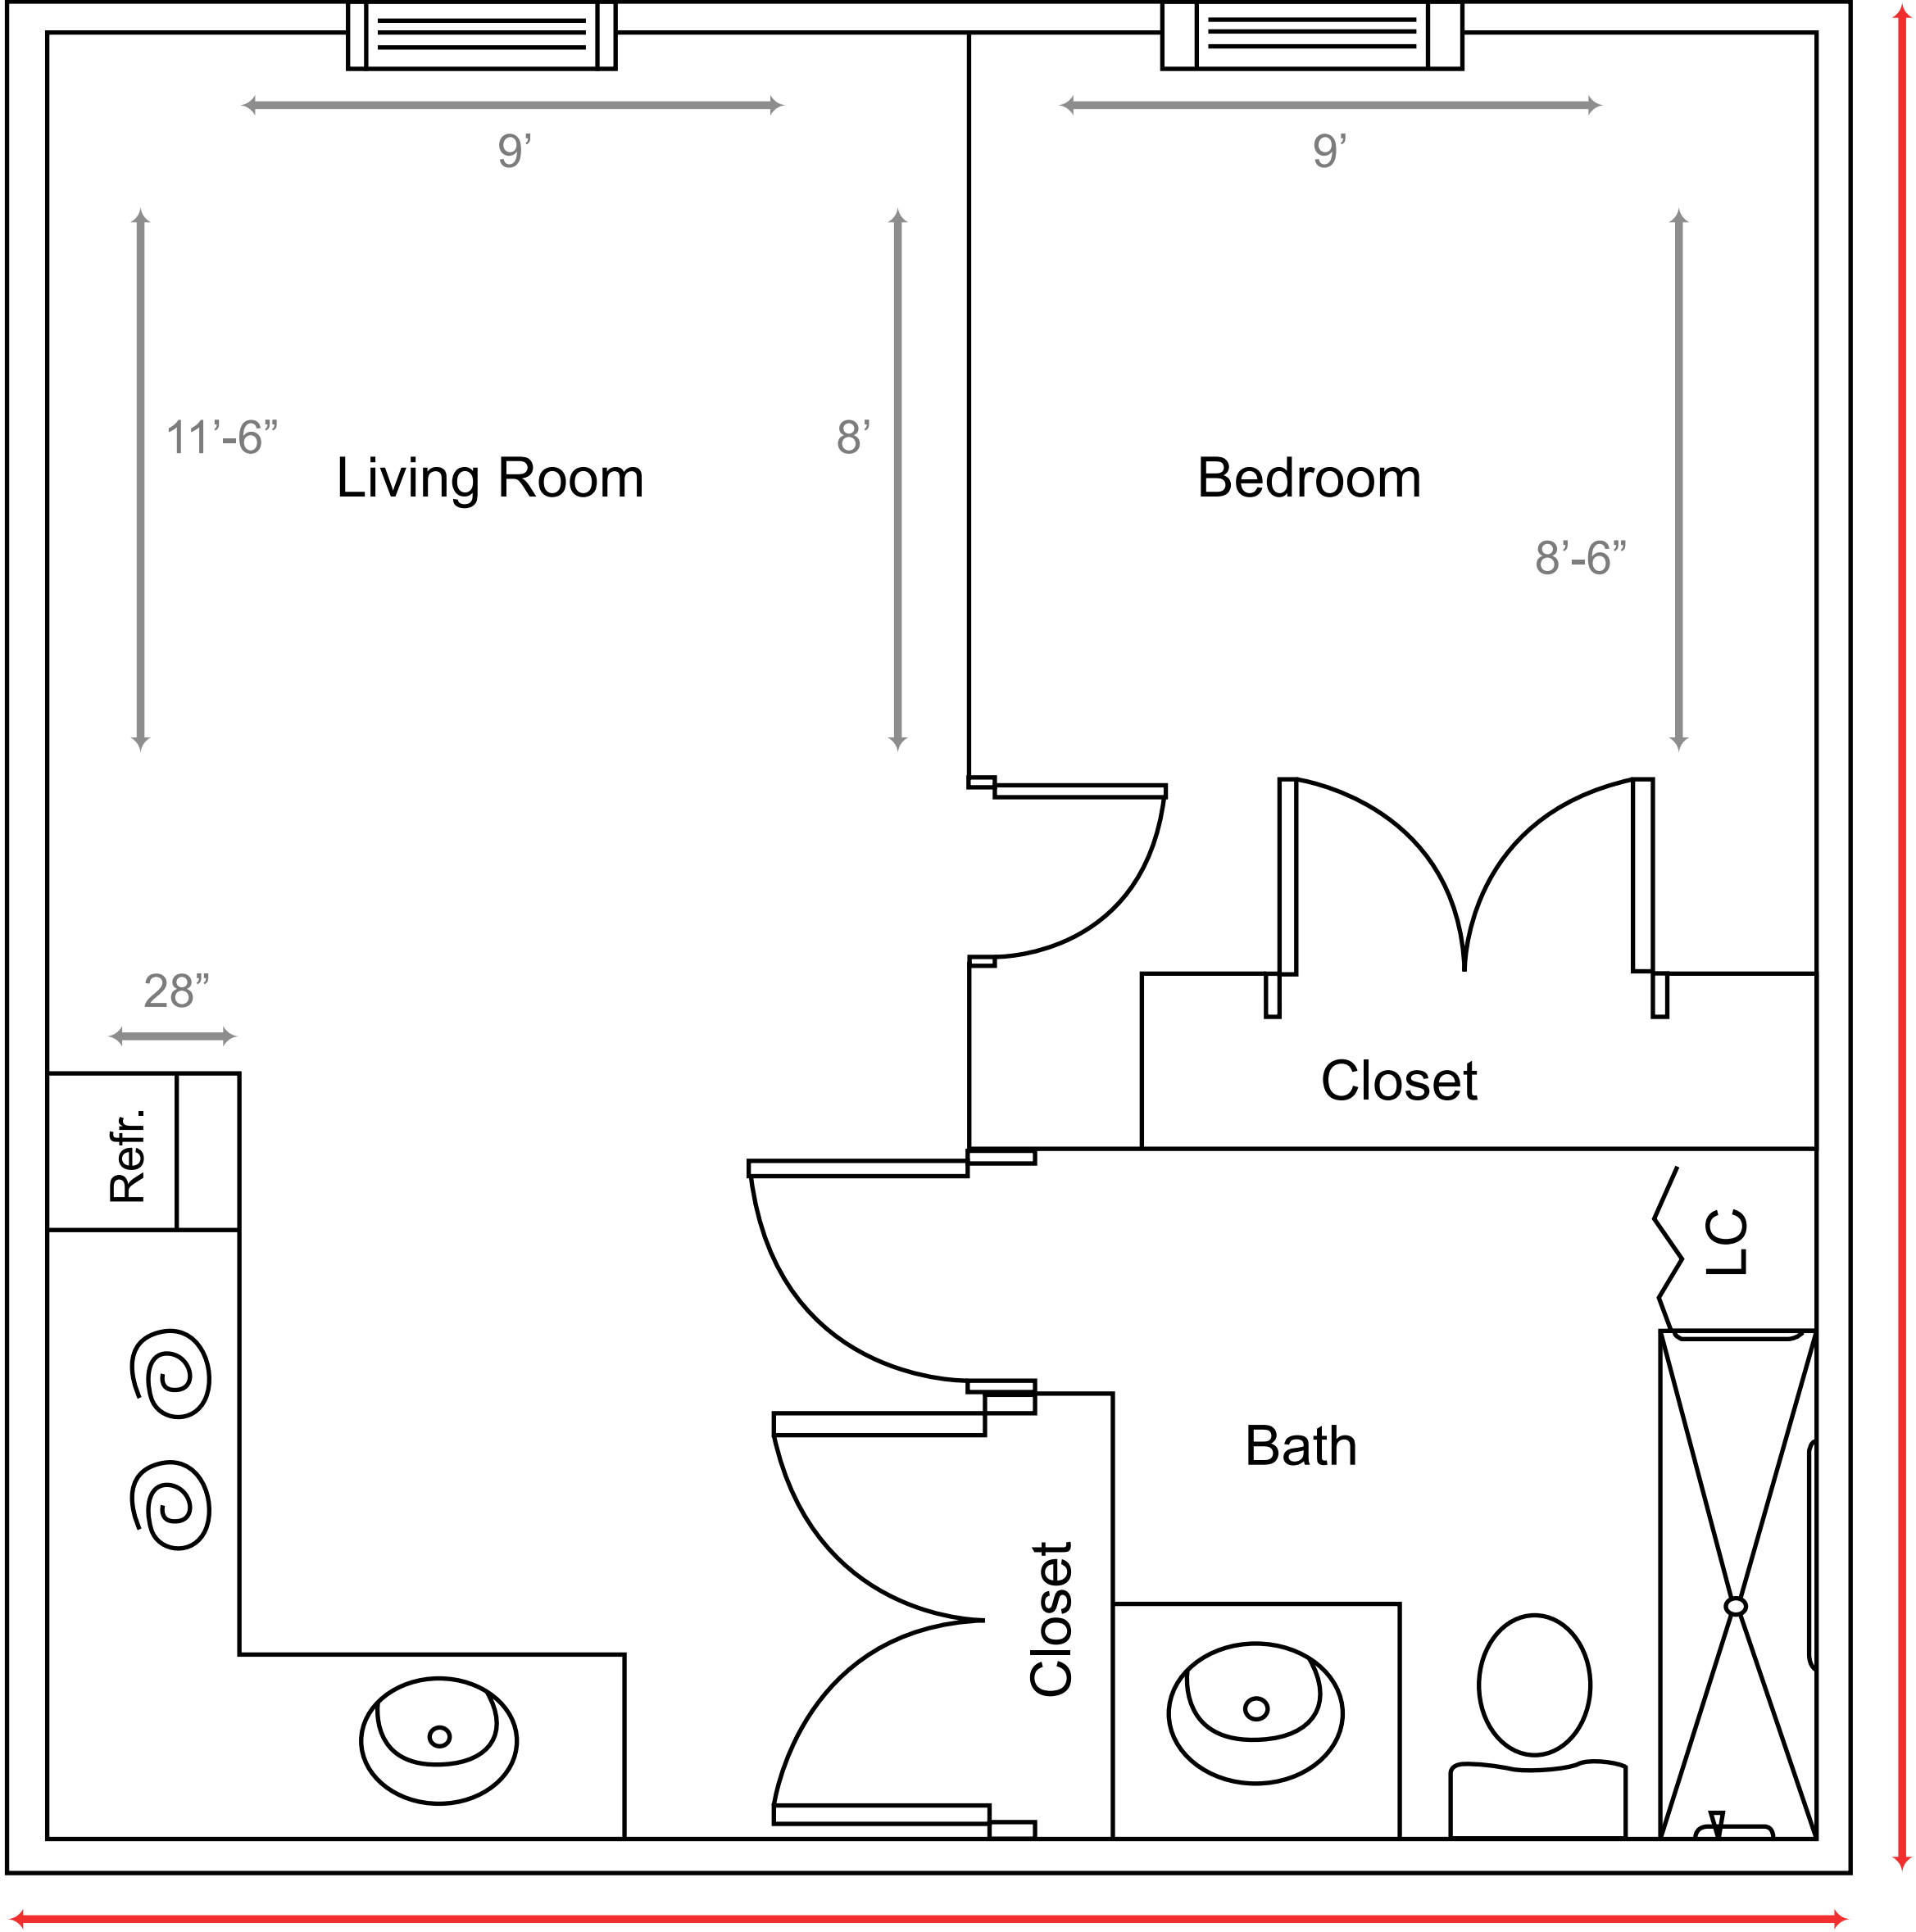 9’
9’
11’-6”
8’
Living Room
Bedroom
8’-6”
28”
Refr.
Closet
LC
Bath
Closet